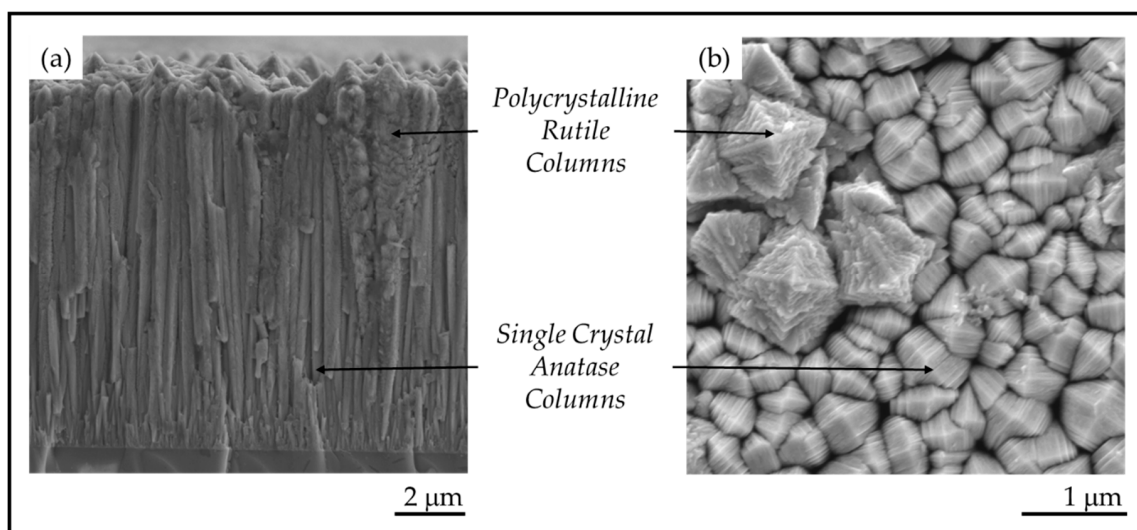 (a)
(b)
Polycrystalline
Rutile
Columns
Single Crystal
Anatase
Columns
2 μm
1 μm